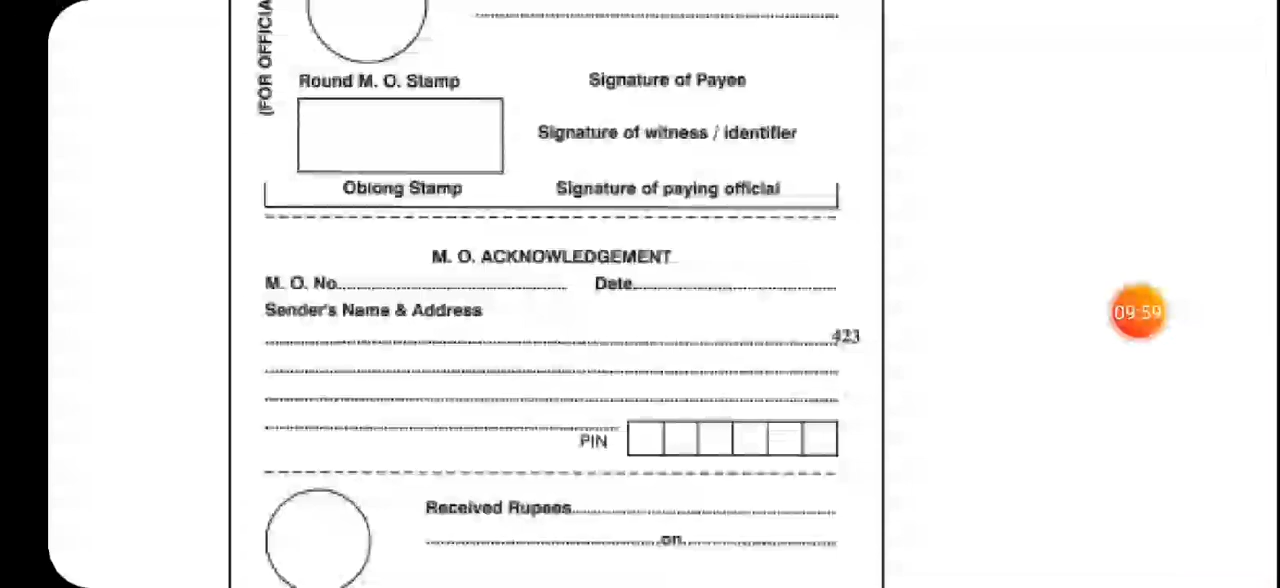 (FOR OFFICIA
Round M. O. Stamp
Signature of Payee
Signature of witness / identifier
Oblong Stamp
Signature of paying official
M. O. ACKNOWLEDGEMENT
M. O. No. Date
Sender's Name & Address
423
PIN
Received Rupees
on
09:59